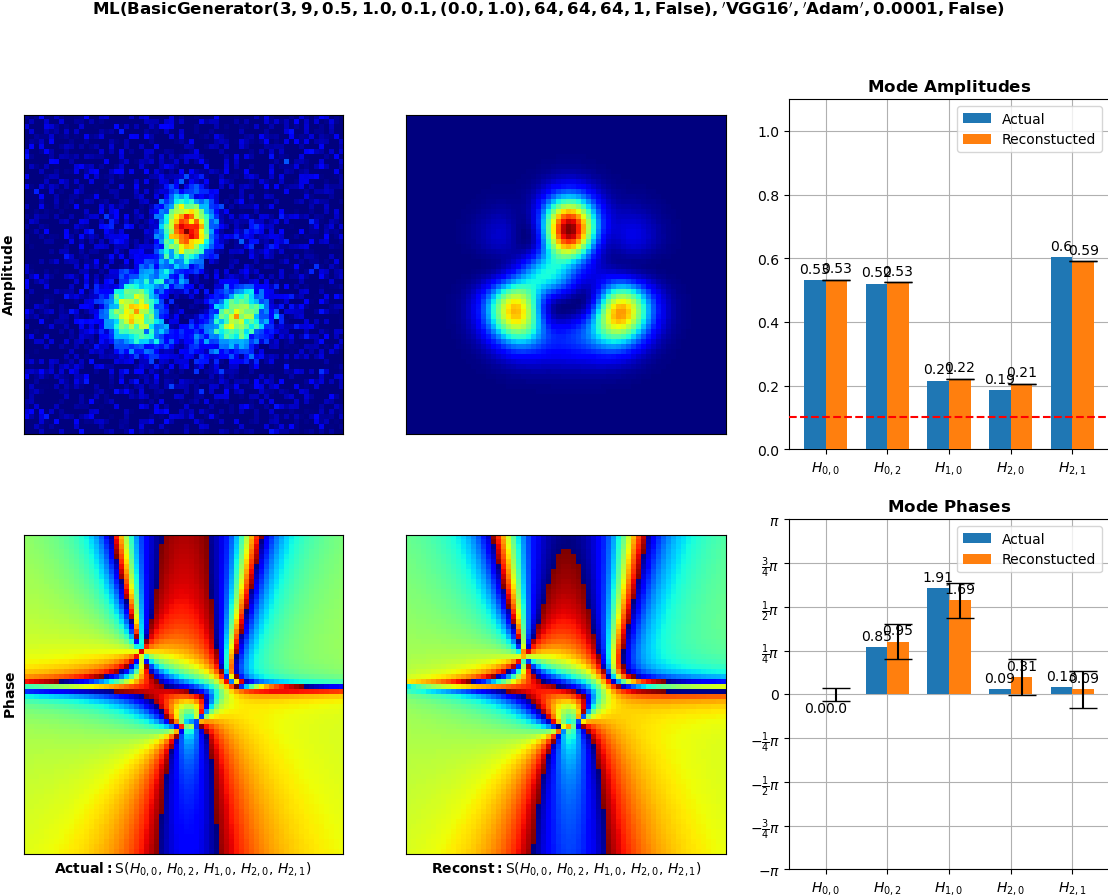 ML(BasicGenerator(3, 9, 0.5, 1.0, 0.1, (0.0, 1.0), 64, 64, 64, 1, False), 'VGG16', 'Adam', 0.0001, False)
Amplitude
Mode Amplitudes
Actual
Reconstucted
1.0
0.8
0.6
0.4
0.2
0.0
0.53 0.53
0.52 0.53
0.21 0.22
0.19 0.21
0.6 0.59
H0,0 H0,2 H1,0 H2,0 H2,1
Phase
Actual: S(H0,0, H0,2, H1,0, H2,0, H2,1)
Reconst: S(H0,0, H0,2, H1,0, H2,0, H2,1)
Mode Phases
Actual
Reconstucted
π
3/4π
1/2π
1/4π
0
−1/4π
−1/2π
−3/4π
−π
0.0 0.0
0.85 0.95
1.91 1.69
0.09 0.31
0.13 0.09
H0,0 H0,2 H1,0 H2,0 H2,1